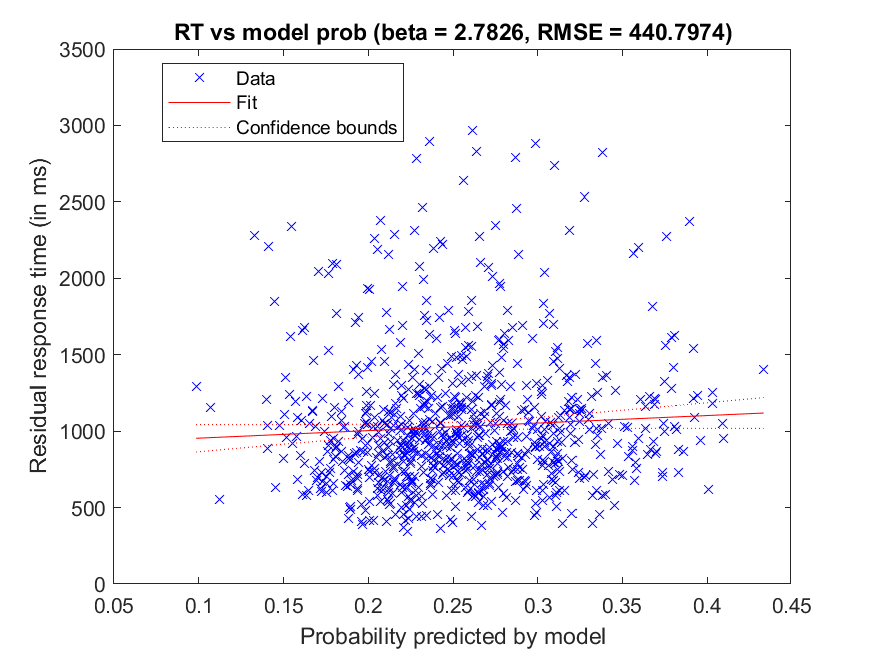 RT vs model prob (beta = 2.7826, RMSE = 440.7974)
3500
3000
2500
2000
1500
1000
500
0
Residual response time (in ms)
Data
Fit
Confidence bounds
0.05 0.1 0.15 0.2 0.25 0.3 0.35 0.4 0.45
Probability predicted by model